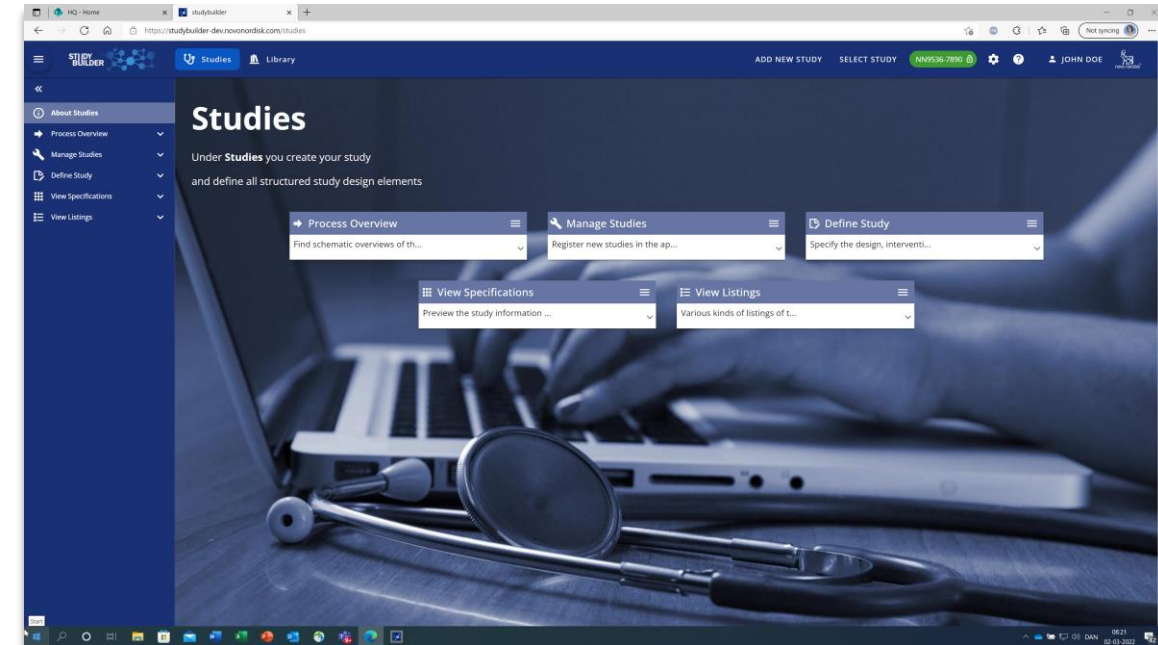 HQ - Home
studybuilder
https://studybuilder-dev.novonordisk.com/studies
Not syncing
STUDY BUILDER
Studies
Library
ADD NEW STUDY
SELECT STUDY
NN9536-7890
JOHN DOE
About Studies
Process Overview
Manage Studies
Define Study
View Specifications
View Listings
Studies
Under Studies you create your study
and define all structured study design elements
Process Overview
Find schematic overviews of th...
Manage Studies
Register new studies in the ap...
Define Study
Specify the design, interventi...
View Specifications
Preview the study information ...
View Listings
Various kinds of listings of t...
Start
DAN
08:21
02-03-2022